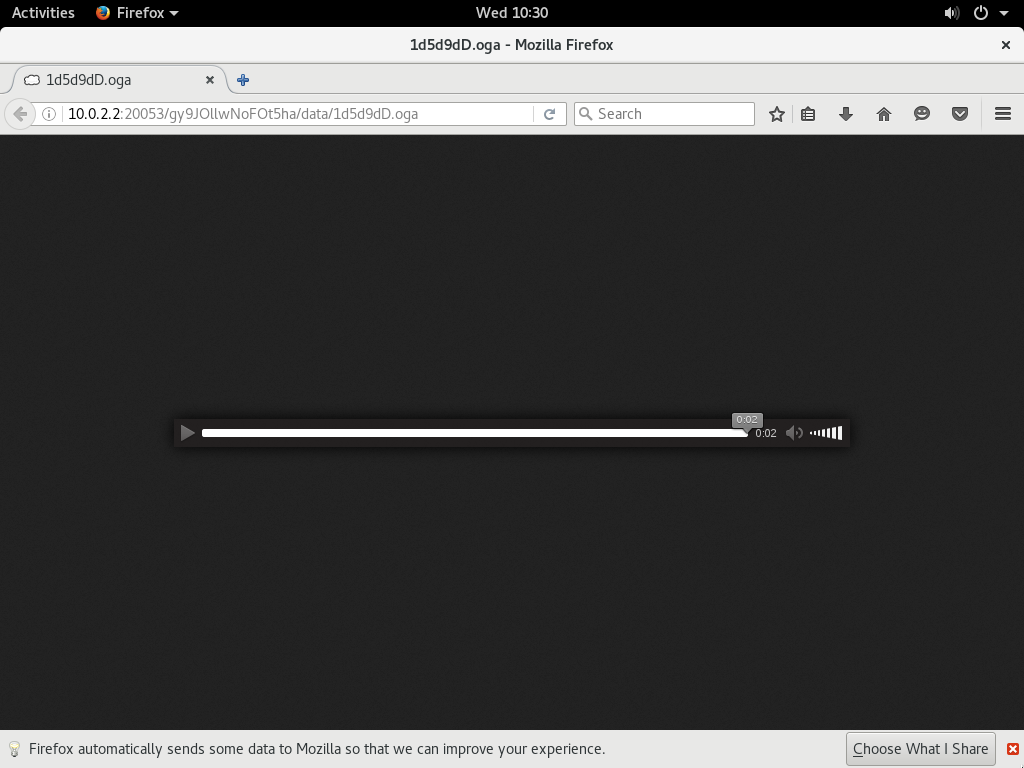 Activities Firefox Wed 10:30
1d5d9dD.oga - Mozilla Firefox
1d5d9dD.oga
10.0.2.2:20053/gy9JOllwNoFOt5ha/data/1d5d9dD.oga Search
0:02
0:02
Firefox automatically sends some data to Mozilla so that we can improve your experience. Choose What I Share